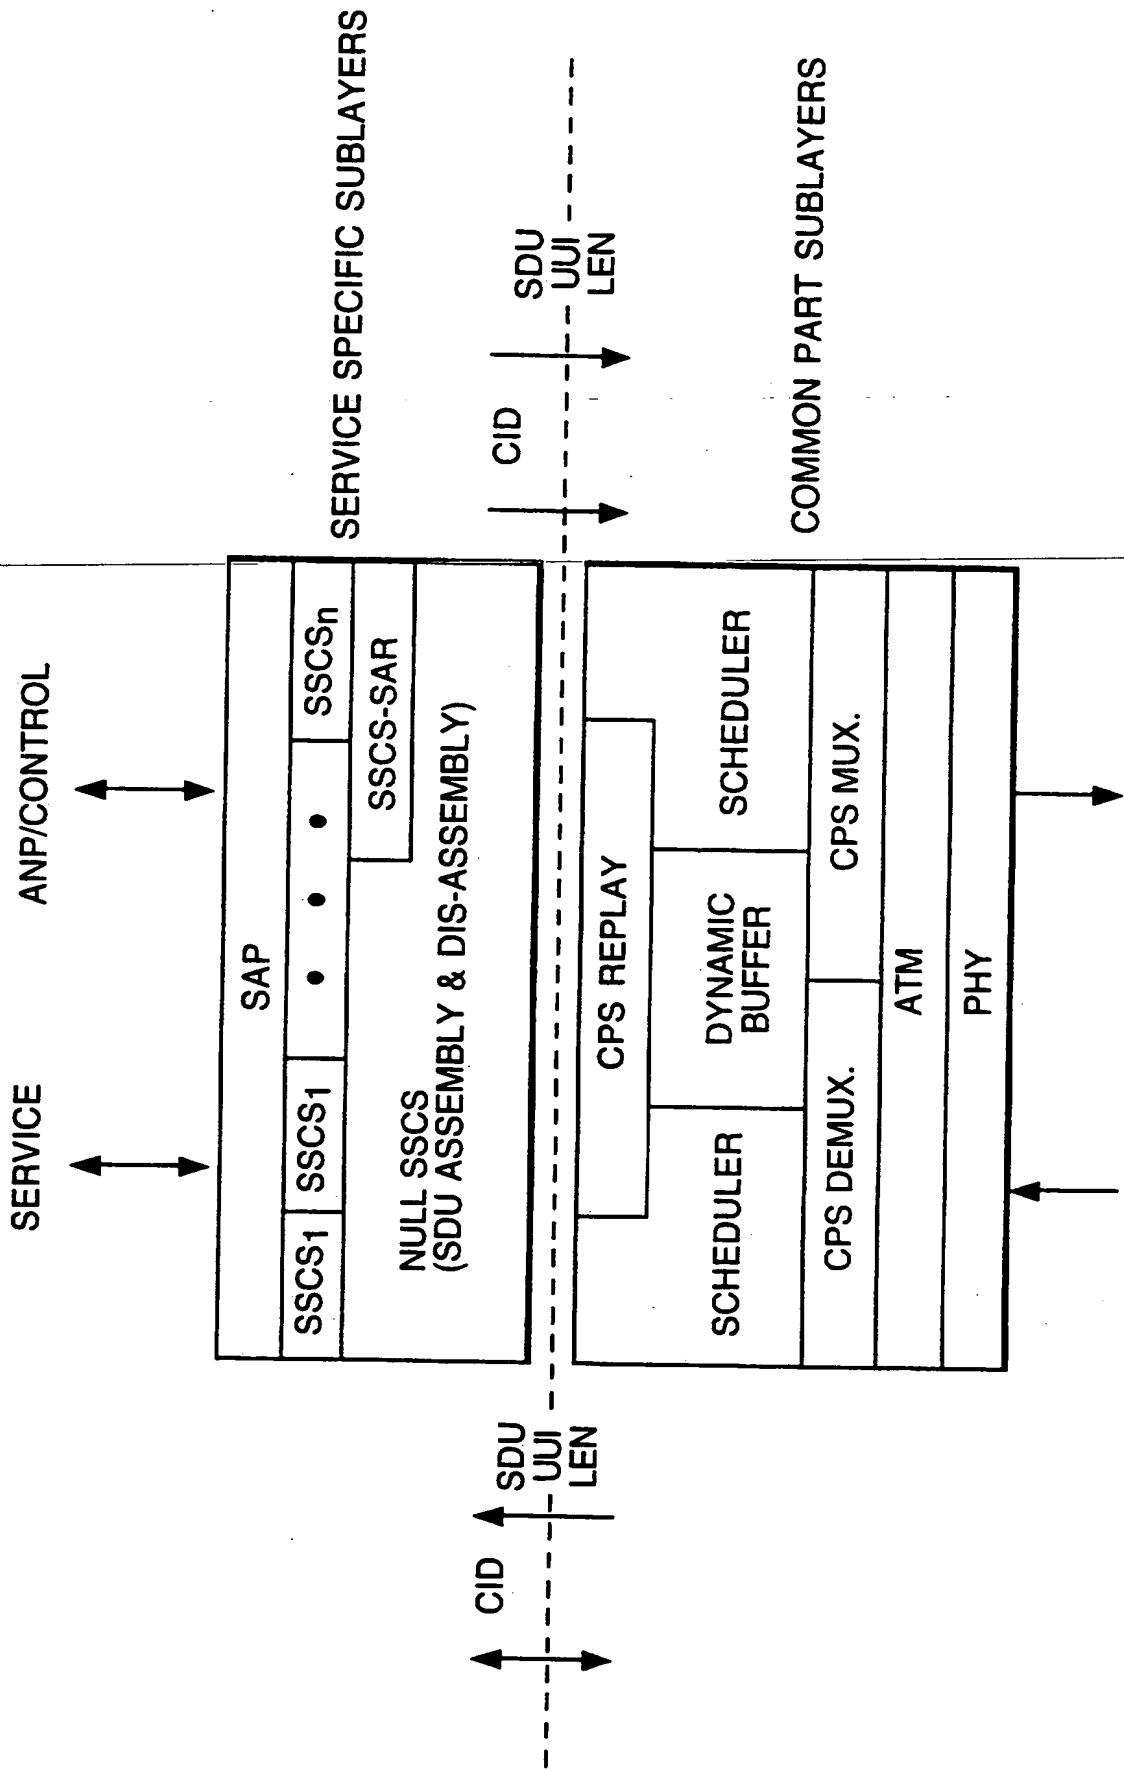 SERVICE
ANP/CONTROL
SAP
SSCS1
SSCS1
SSCSn
SSCS-SAR
NULL SSCS
(SDU ASSEMBLY & DIS-ASSEMBLY)
SERVICE SPECIFIC SUBLAYERS
CID
SDU
UUI
LEN
CID
SDU
UUI
LEN
CPS REPLAY
SCHEDULER
DYNAMIC
BUFFER
SCHEDULER
CPS DEMUX.
CPS MUX.
ATM
PHY
COMMON PART SUBLAYERS